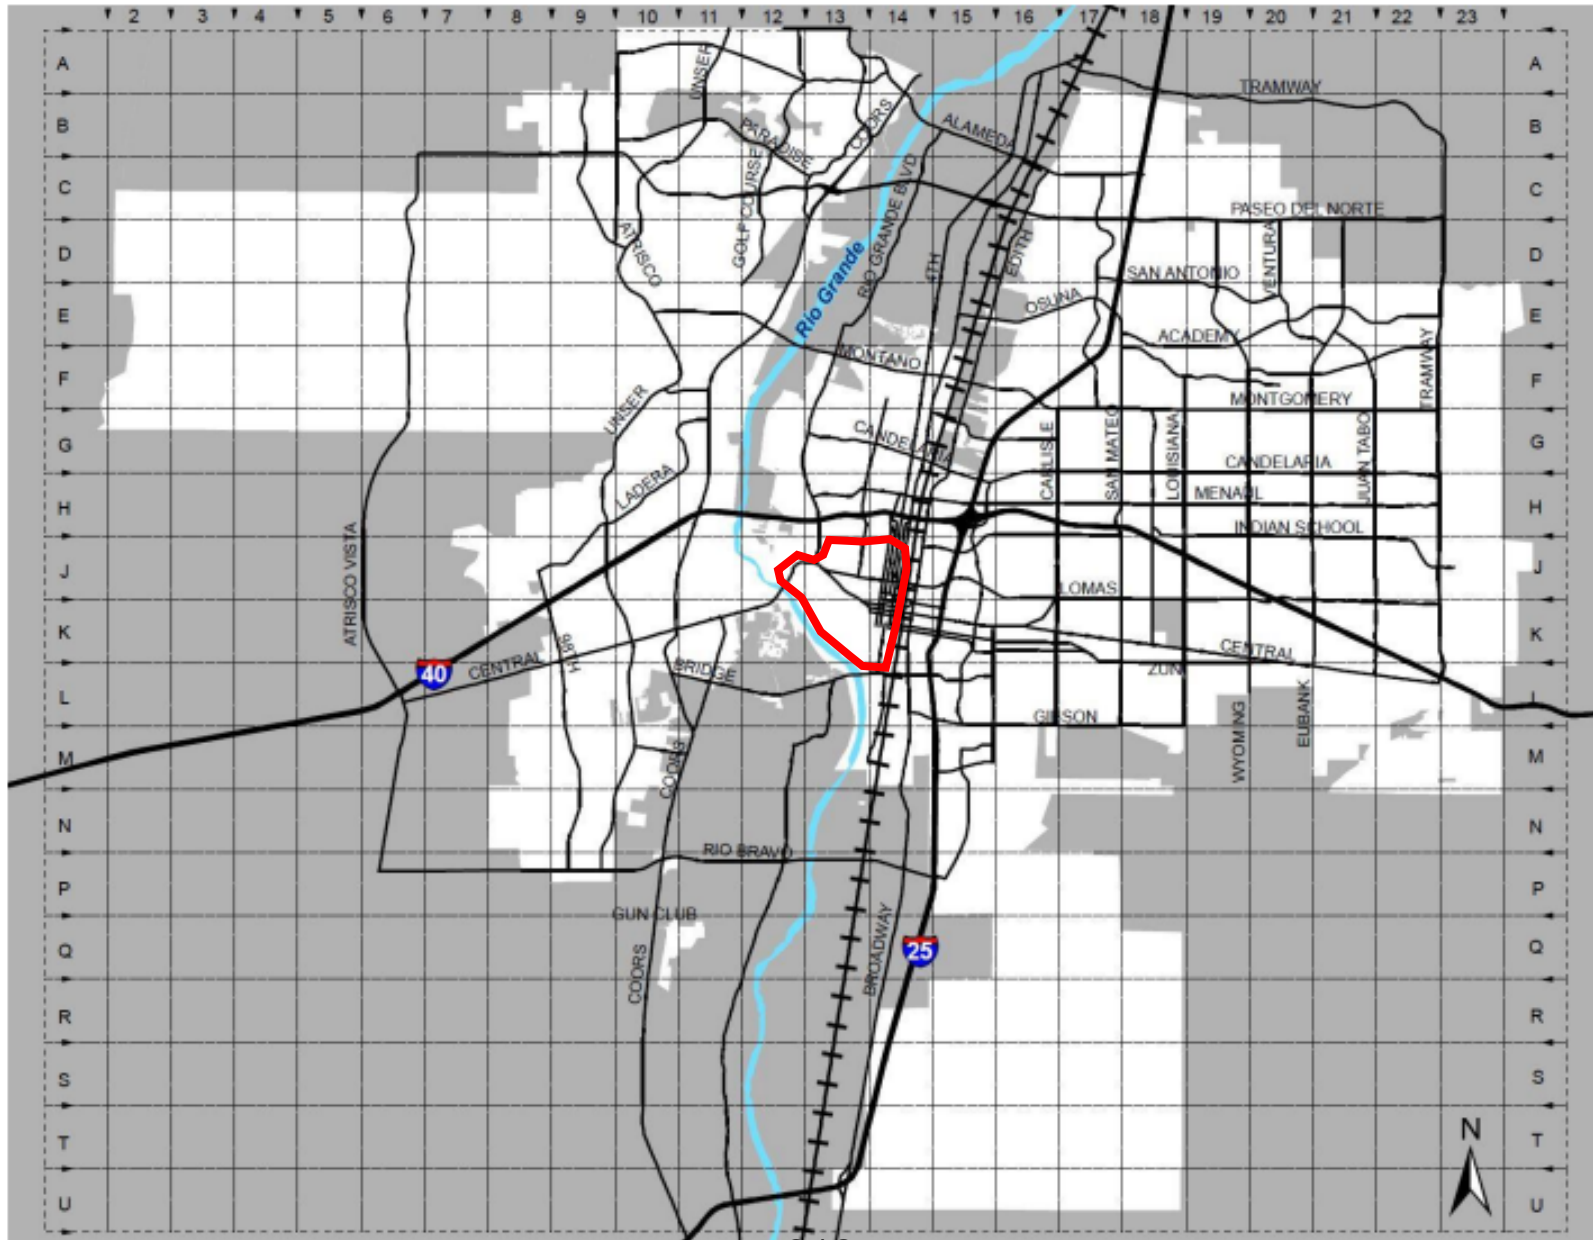 2 3 4 5 6 7 8 9 10 11 12 13 14 15 16 17 18 19 20 21 22 23
A A
UNSER
TRAMWAY
B B
PARADISE
COORS
ALAMEDA
C C
GOLF COURSE
RIO GRANDE BLVD
PASEO DEL NORTE
D D
ATRISCO
Rio Grande
4TH
EDITH
SAN ANTONIO
VENTURA
E E
OSUNA
ACADEMY
MONTANO
TRAMWAY
F F
UNSER
MONTGOMERY
G G
CANDELARIA
CARLISLE
SAN MATEO
LOUISIANA
CANDELARIA
JUAN TABO
LADERA
MENAUL
H H
INDIAN SCHOOL
ATRISCO VISTA
J J
LOMAS
K K
98TH
CENTRAL
CENTRAL
40
BRIDGE
ZUNI
L L
GIBSON
WYOMING
EUBANK
M M
COORS
N N
RIO BRAVO
P P
GUN CLUB
BROADWAY
Q Q
25
COORS
R R
S S
T T
N
U U